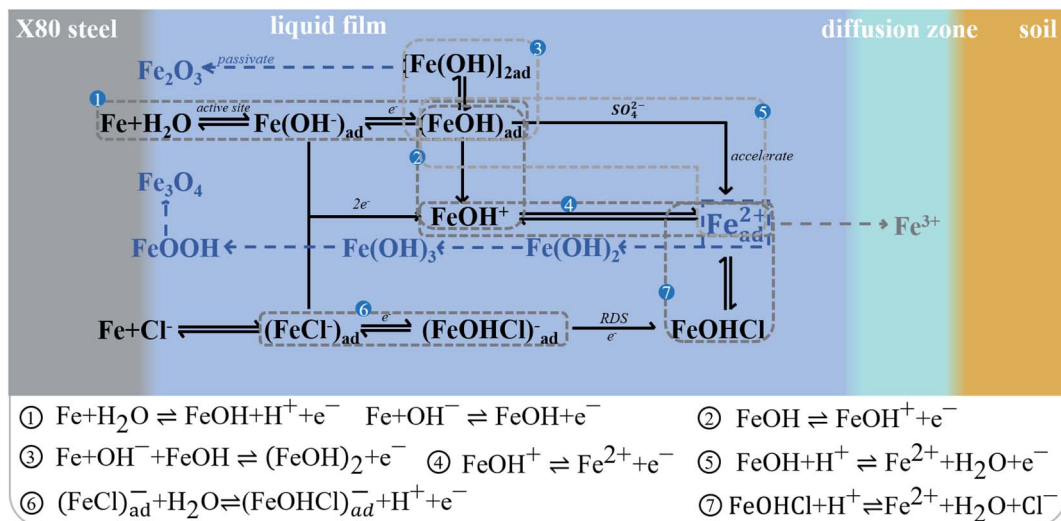 X80 steel liquid film diffusion zone soil
③ [Fe(OH)]₂ad
Fe₂O₃ passivate
① active site e⁻ SO₄²⁻ ⑤
Fe+H₂O Fe(OH⁻)ad (FeOH)ad
② accelerate
Fe₃O₄
2e⁻ FeOH⁺ ④ Fe²⁺ad Fe³⁺
FeOOH Fe(OH)₃ Fe(OH)₂
⑦
⑥ e⁻ RDS
Fe+Cl⁻ (FeCl⁻)ad (FeOHCl)⁻ad e⁻ FeOHCl
① Fe+H₂O ⇌ FeOH+H⁺+e⁻ Fe+OH⁻ ⇌ FeOH+e⁻ ② FeOH ⇌ FeOH⁺+e⁻
③ Fe+OH⁻+FeOH ⇌ (FeOH)₂+e⁻ ④ FeOH⁺ ⇌ Fe²⁺+e⁻ ⑤ FeOH+H⁺ ⇌ Fe²⁺+H₂O+e⁻
⑥ (FeCl)⁻ad+H₂O⇌(FeOHCl)⁻ad+H⁺+e⁻ ⑦ FeOHCl+H⁺⇌Fe²⁺+H₂O+Cl⁻